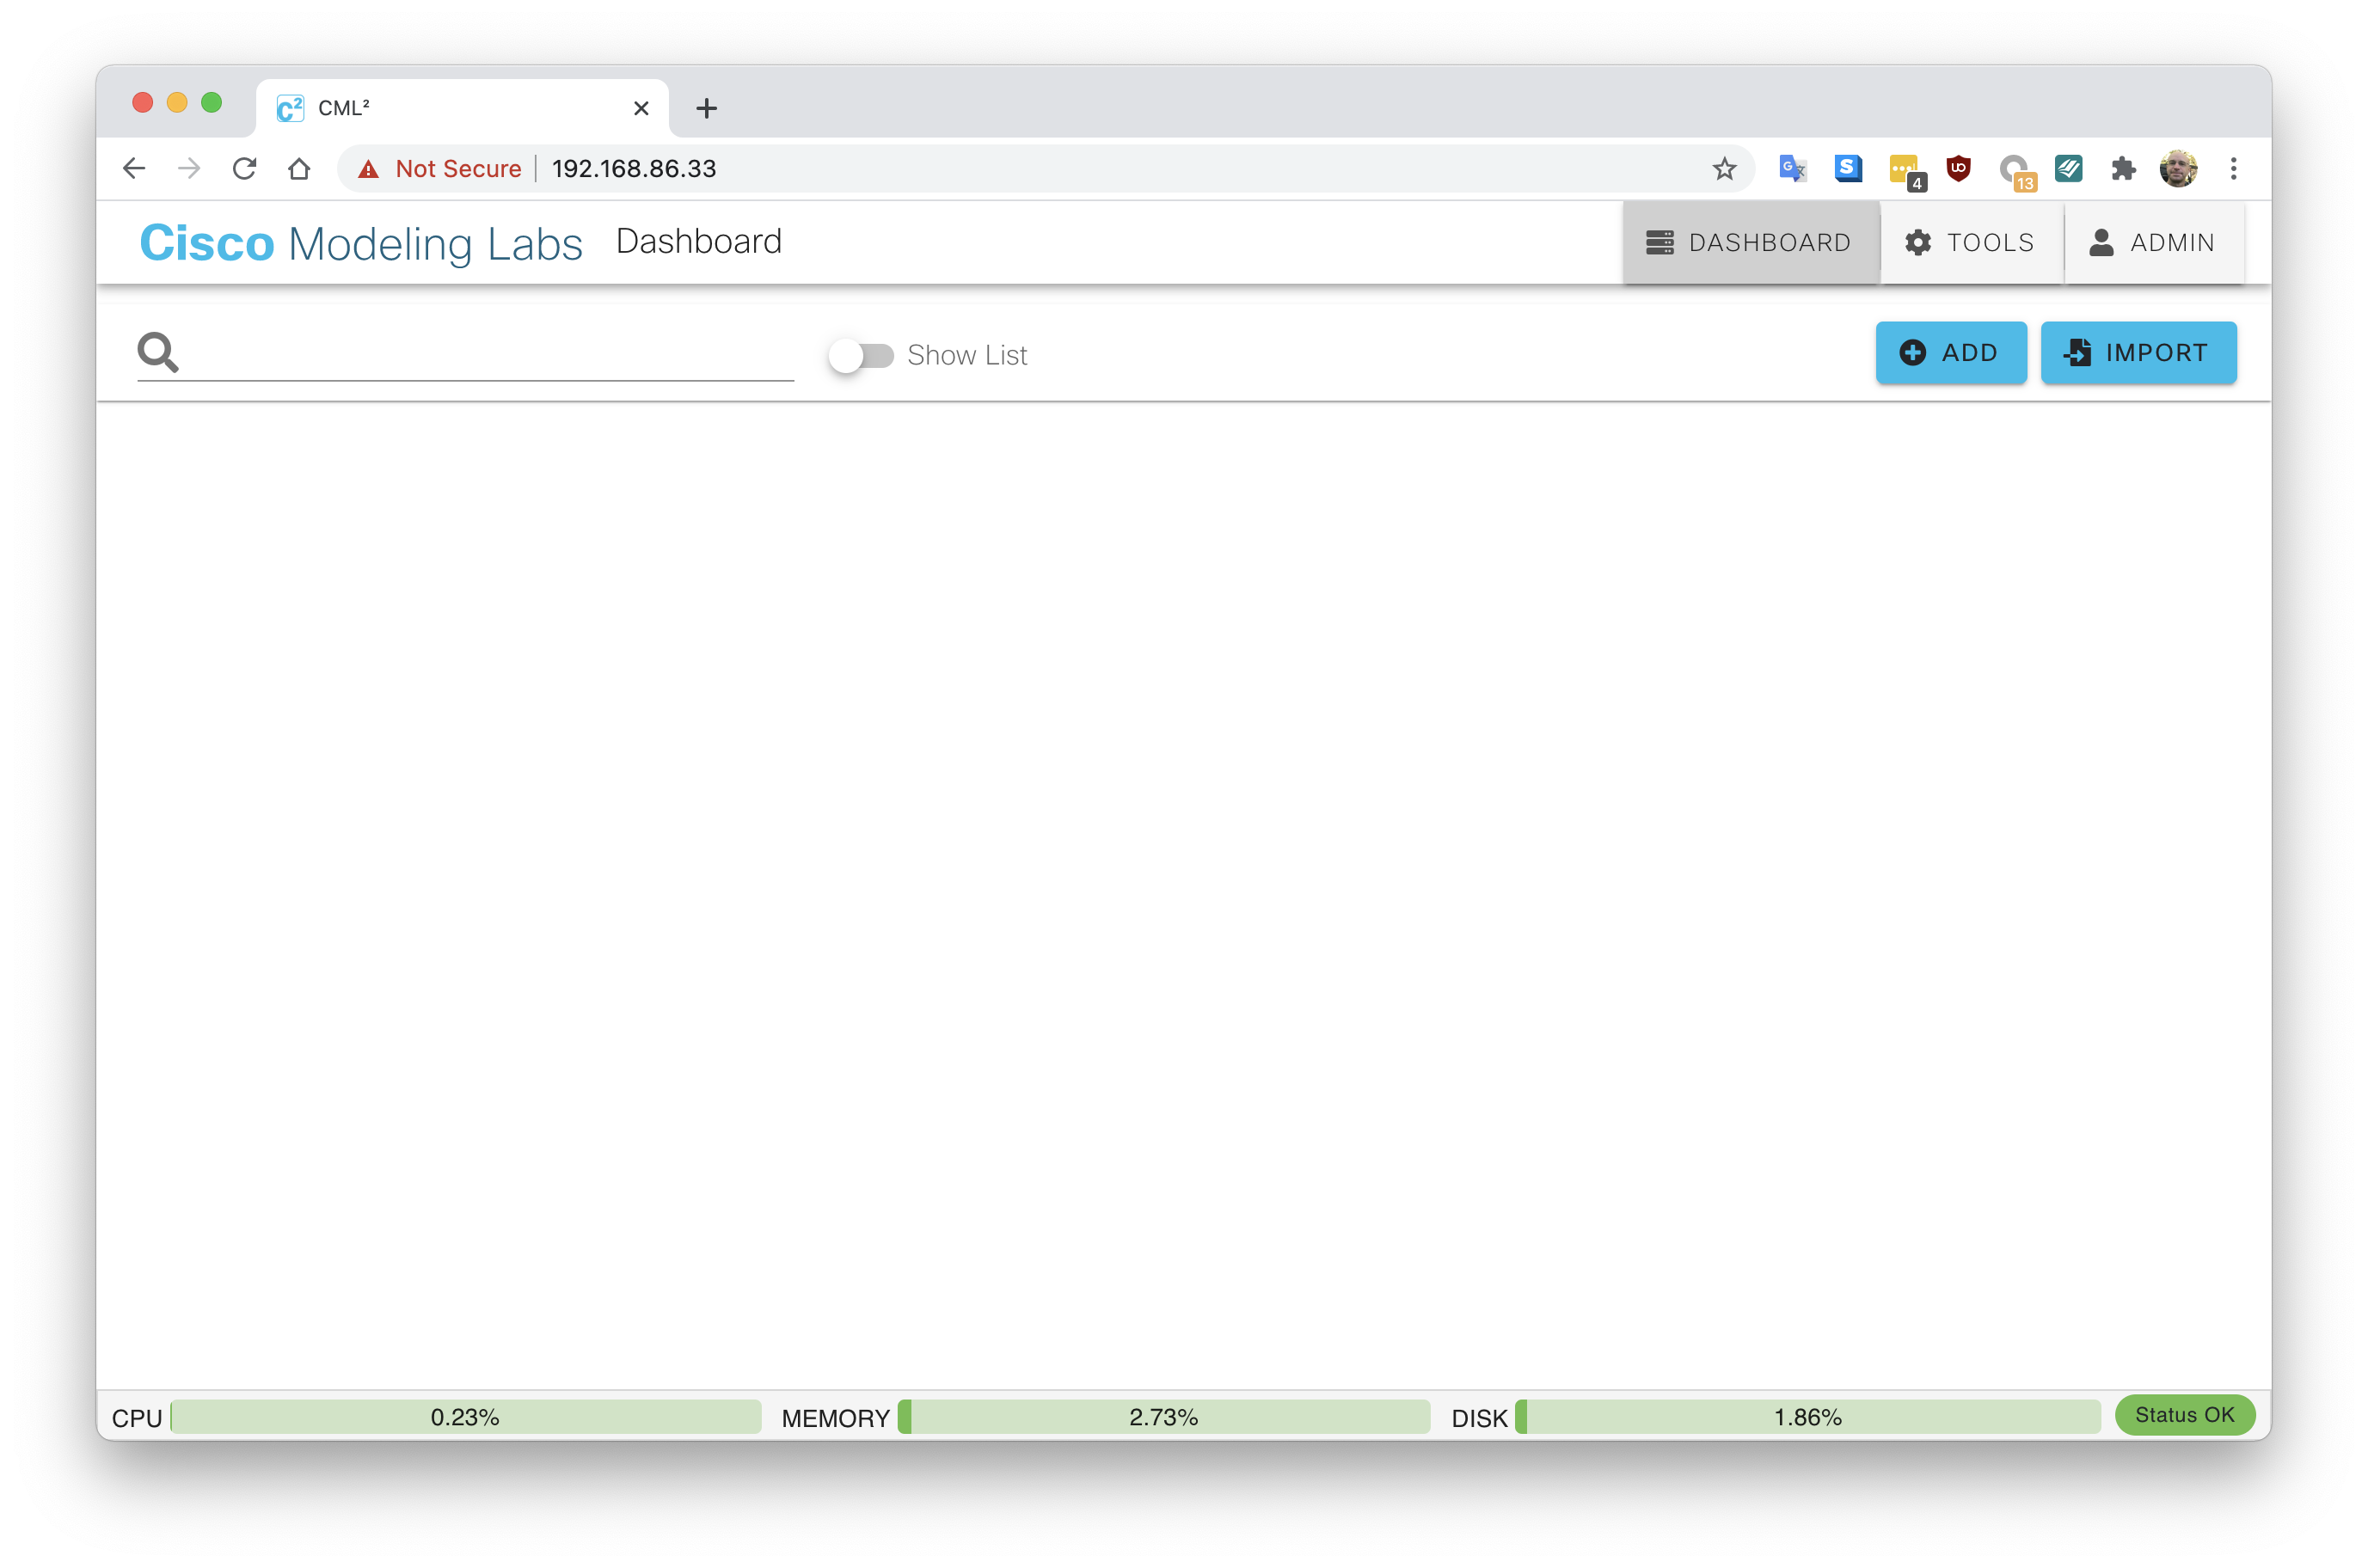 CML²
Not Secure 192.168.86.33
4
13
Cisco Modeling Labs Dashboard
DASHBOARD
TOOLS
ADMIN
Show List
ADD
IMPORT
CPU 0.23% MEMORY 2.73% DISK 1.86% Status OK